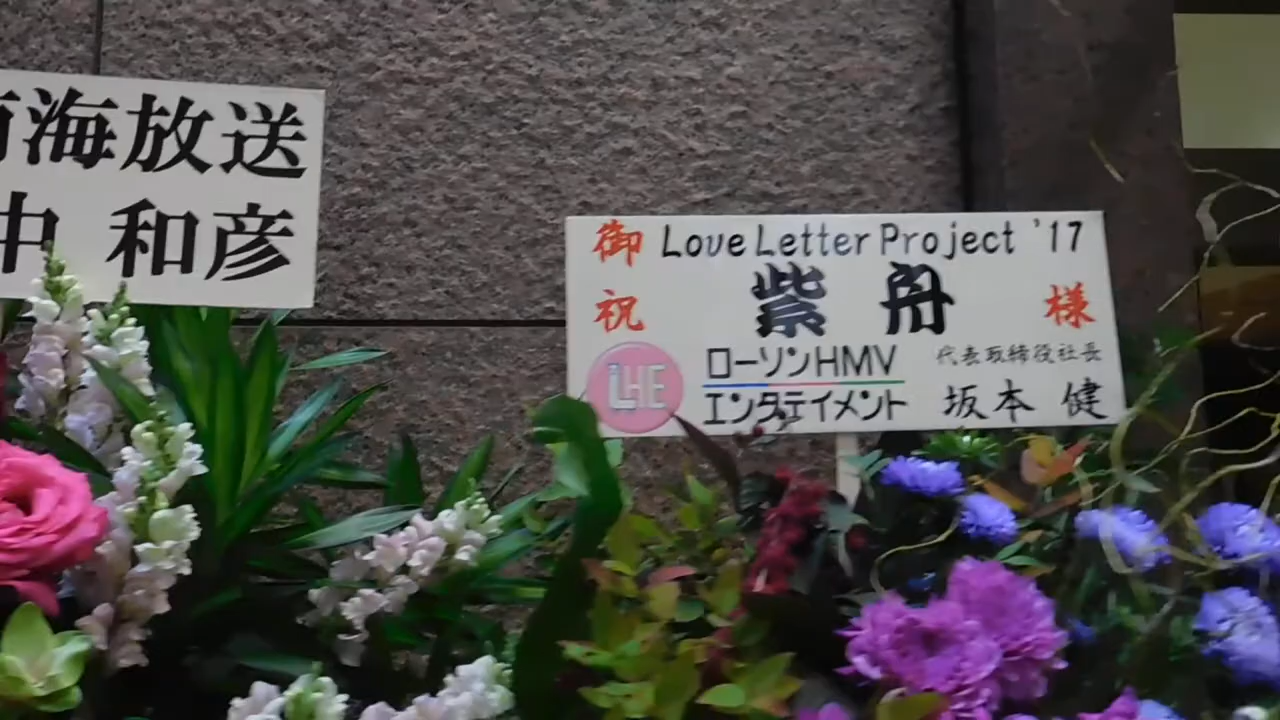 海放送
中 和彦
御祝
Love Letter Project '17
紫舟 様
LHE
ローソンHMV
エンタテイメント
代表取締役社長
坂本 健